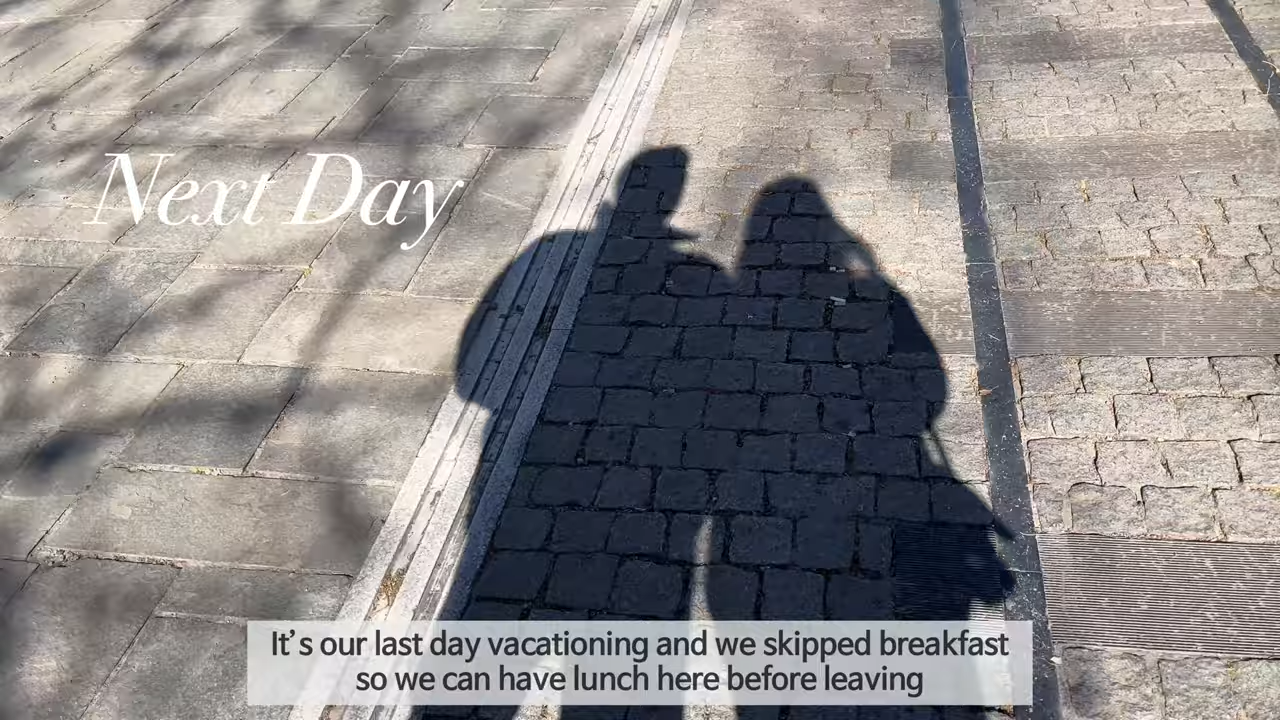 Next Day
It's our last day vacationing and we skipped breakfast
so we can have lunch here before leaving